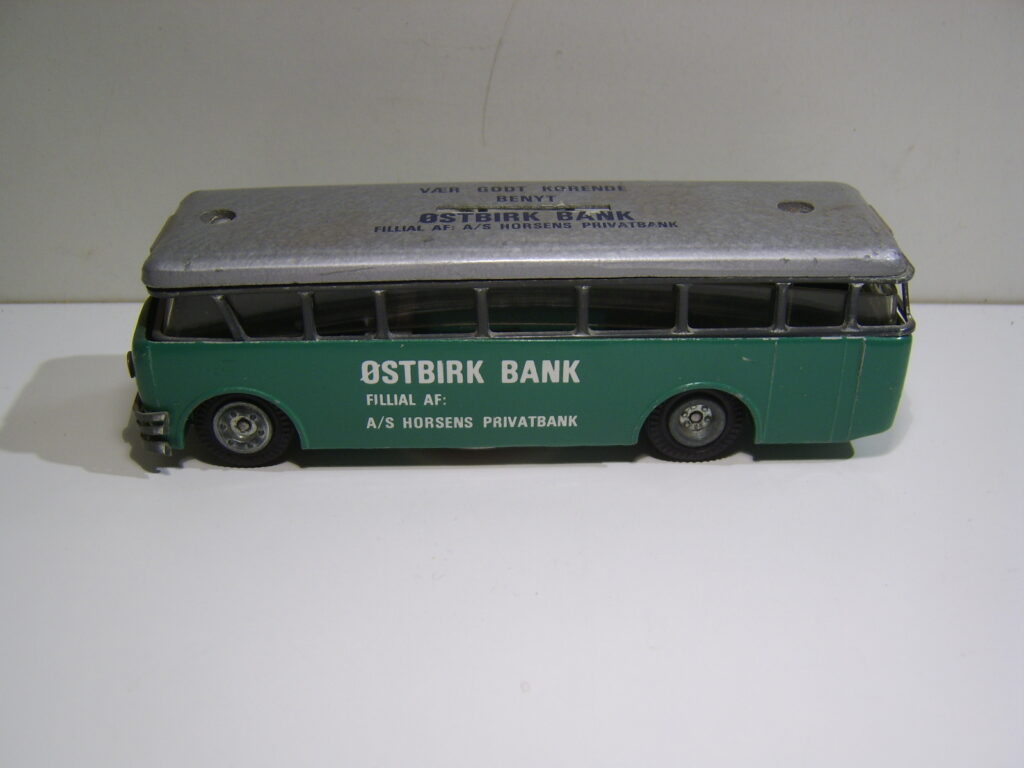 VÆR GODT KØRENDE
BENYT
ØSTBIRK BANK
FILLIAL AF: A/S HORSENS PRIVATBANK
ØSTBIRK BANK
FILLIAL AF:
A/S HORSENS PRIVATBANK